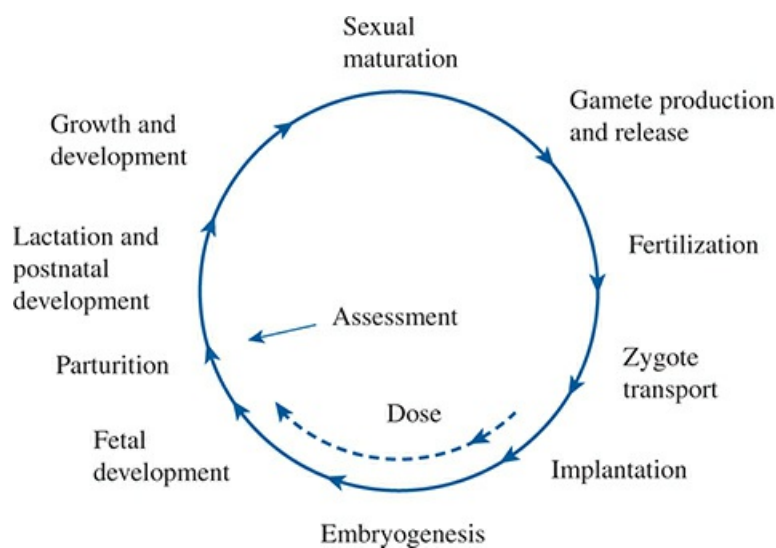 Sexual
maturation
Gamete production
and release
Fertilization
Zygote
transport
Implantation
Embryogenesis
Fetal
development
Parturition
Lactation and
postnatal
development
Growth and
development
Assessment
Dose